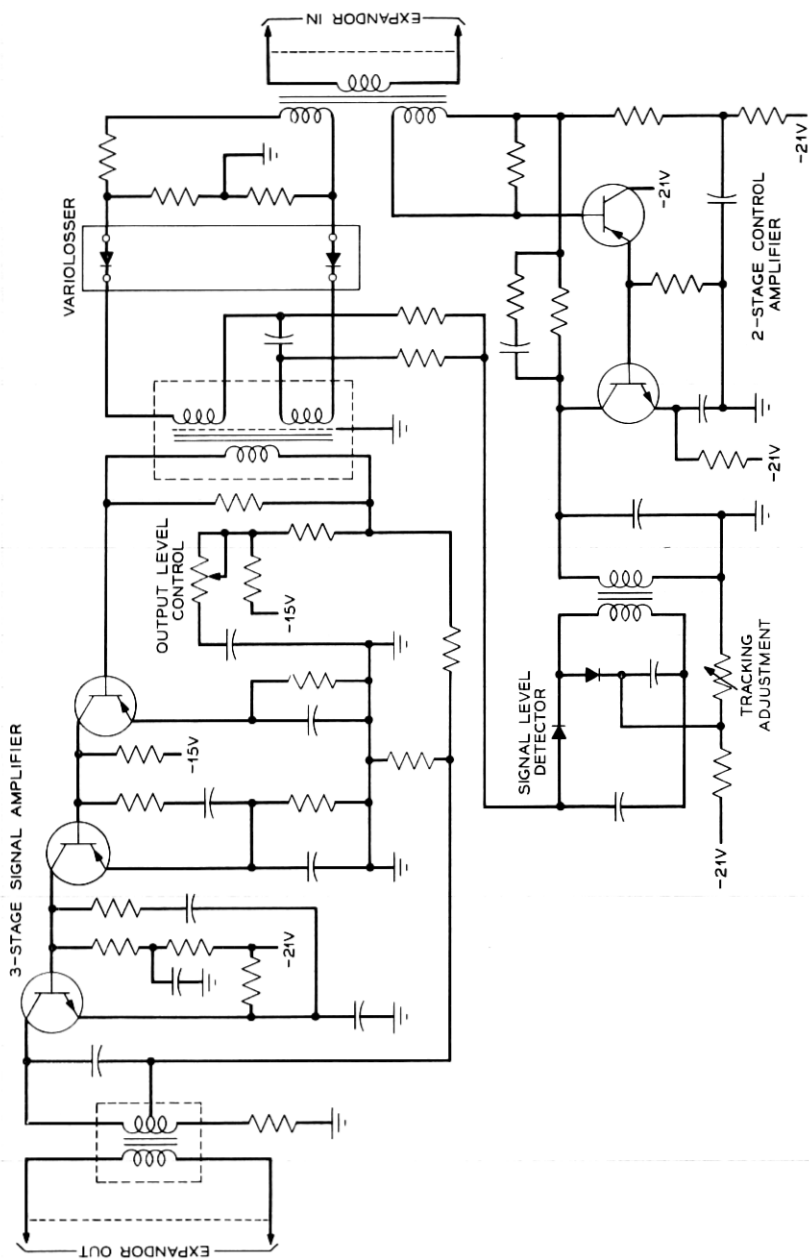 EXPANDOR OUT
3-STAGE SIGNAL AMPLIFIER
-21V
-15V
OUTPUT LEVEL
CONTROL
-15V
VARIOLOSSER
EXPANDOR IN
SIGNAL LEVEL
DETECTOR
-21V
TRACKING
ADJUSTMENT
-21V
2-STAGE CONTROL
AMPLIFIER
-21V
-21V